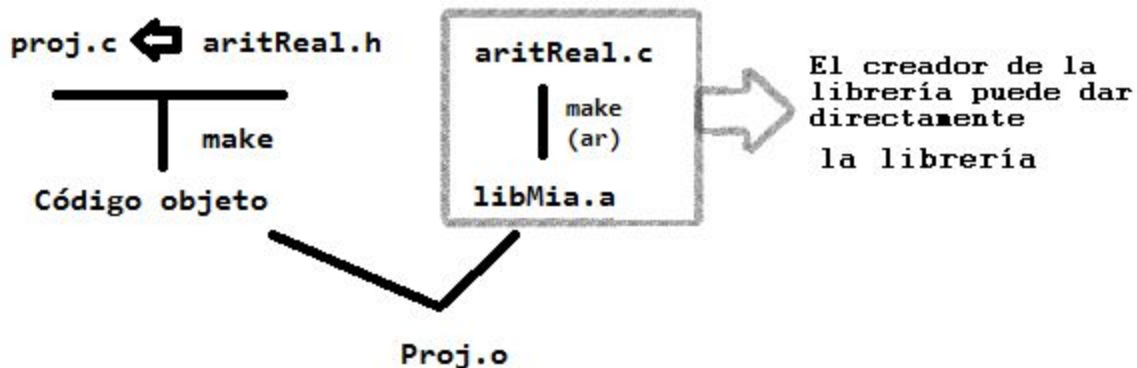 proj.c aritReal.h
make
Código objeto
aritReal.c
make
(ar)
libMia.a
El creador de la
librería puede dar
directamente
la librería
Proj.o